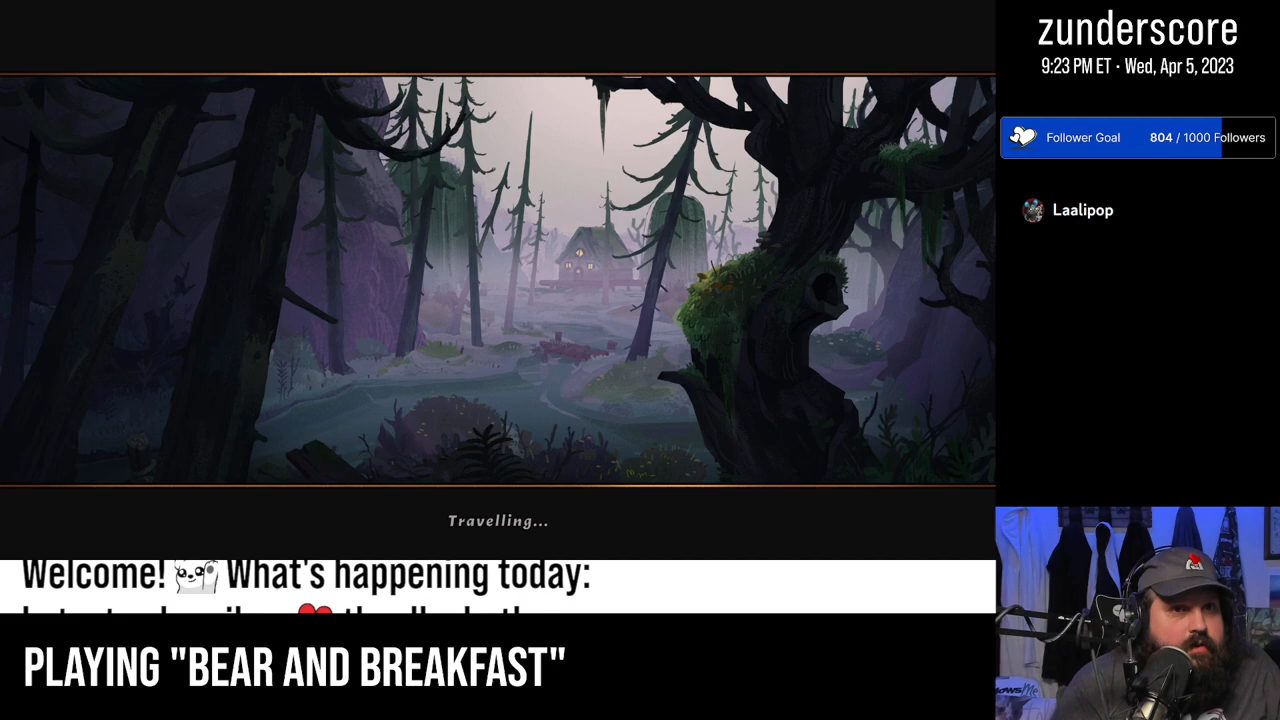 zunderscore
9:23 PM ET · Wed, Apr 5, 2023
Follower Goal 804 / 1000 Followers
Laalipop
Travelling...
Welcome! What's happening today:
PLAYING "BEAR AND BREAKFAST"